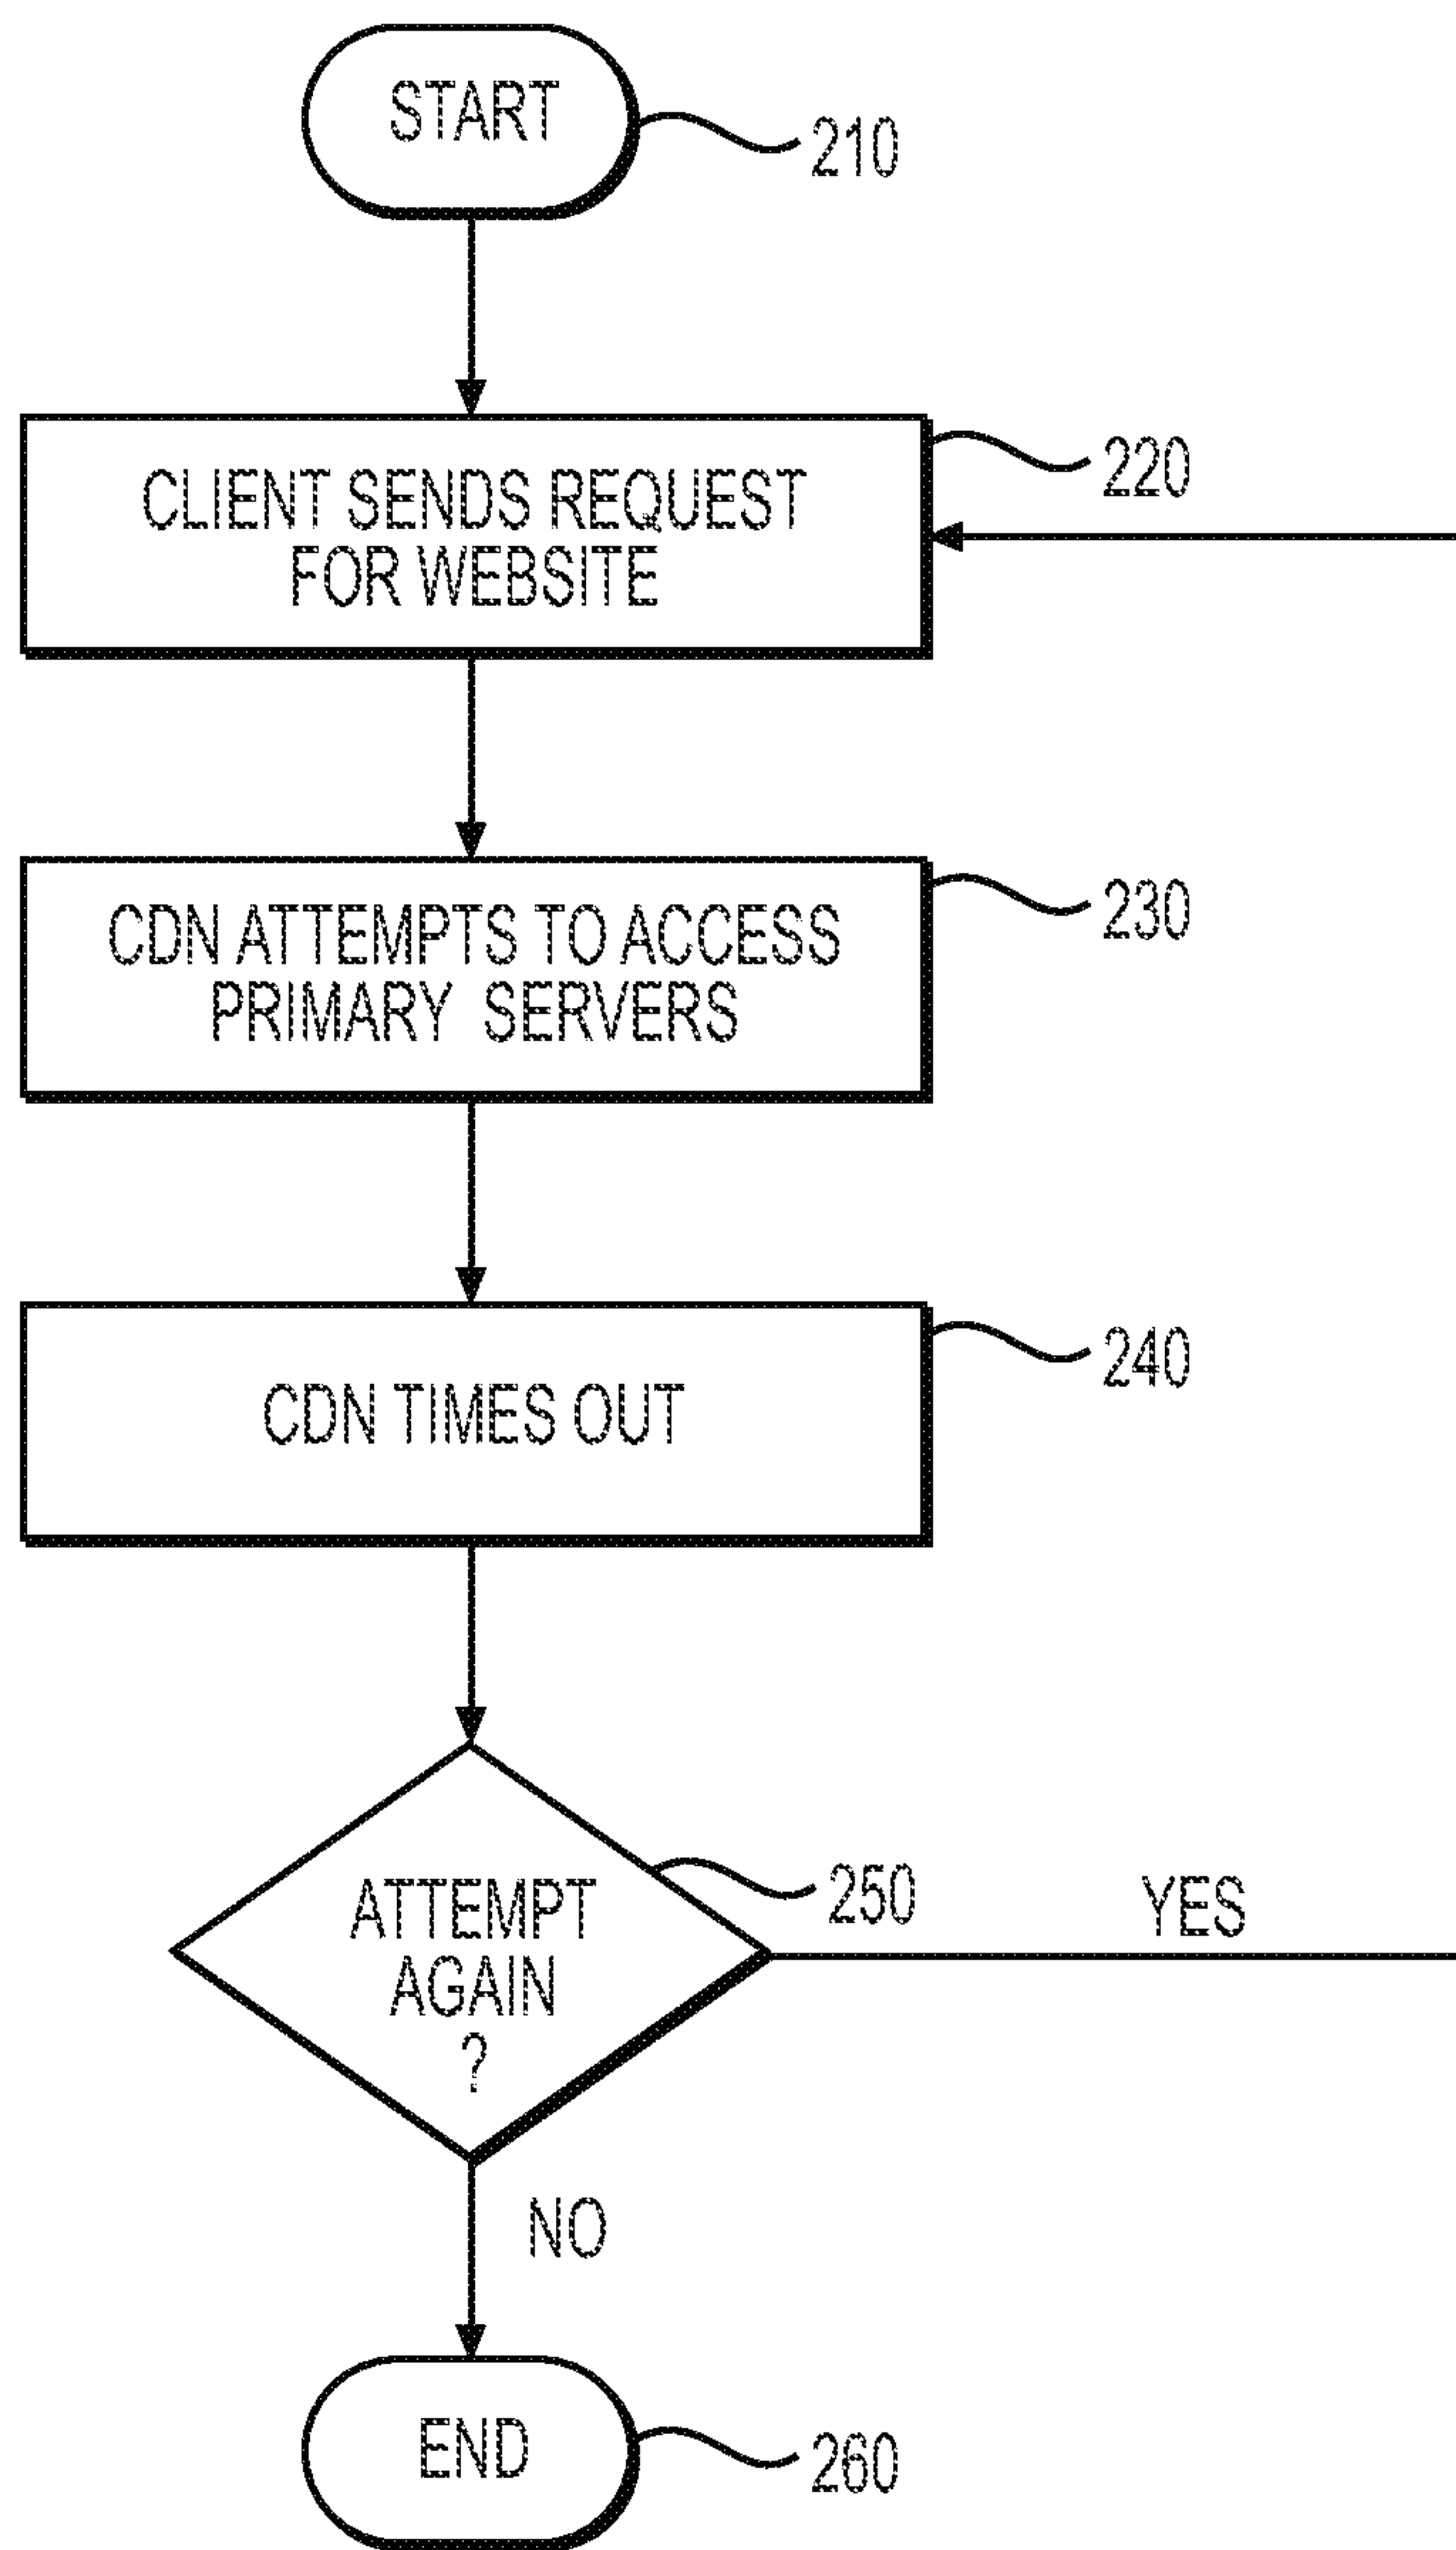 START
210
CLIENT SENDS REQUEST
FOR WEBSITE
220
CDN ATTEMPTS TO ACCESS
PRIMARY SERVERS
230
CDN TIMES OUT
240
ATTEMPT
AGAIN
?
250
YES
NO
END
260